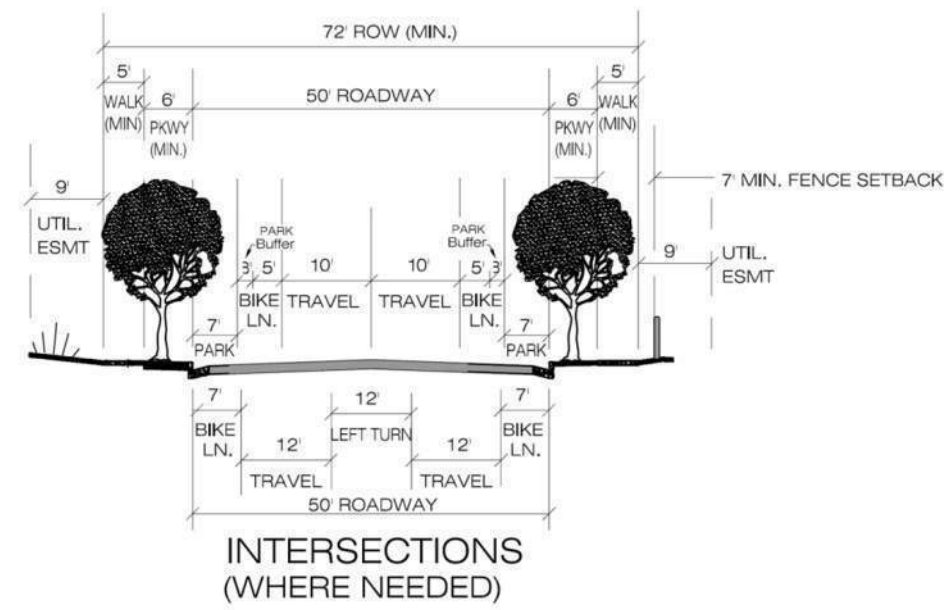 72' ROW (MIN.)
5' 5'
WALK 6' 50' ROADWAY 6' WALK
(MIN) PKWY PKWY (MIN)
(MIN.) (MIN.)
9' 7' MIN. FENCE SETBACK
UTIL. PARK PARK 9'
ESMT Buffer Buffer UTIL.
3' 5' 10' 10' 5' 3' ESMT
BIKE TRAVEL TRAVEL BIKE
LN. LN.
7' 7'
PARK PARK
7' 12' 7'
BIKE LEFT TURN BIKE
LN. 12' 12' LN.
TRAVEL TRAVEL
50' ROADWAY
INTERSECTIONS
(WHERE NEEDED)